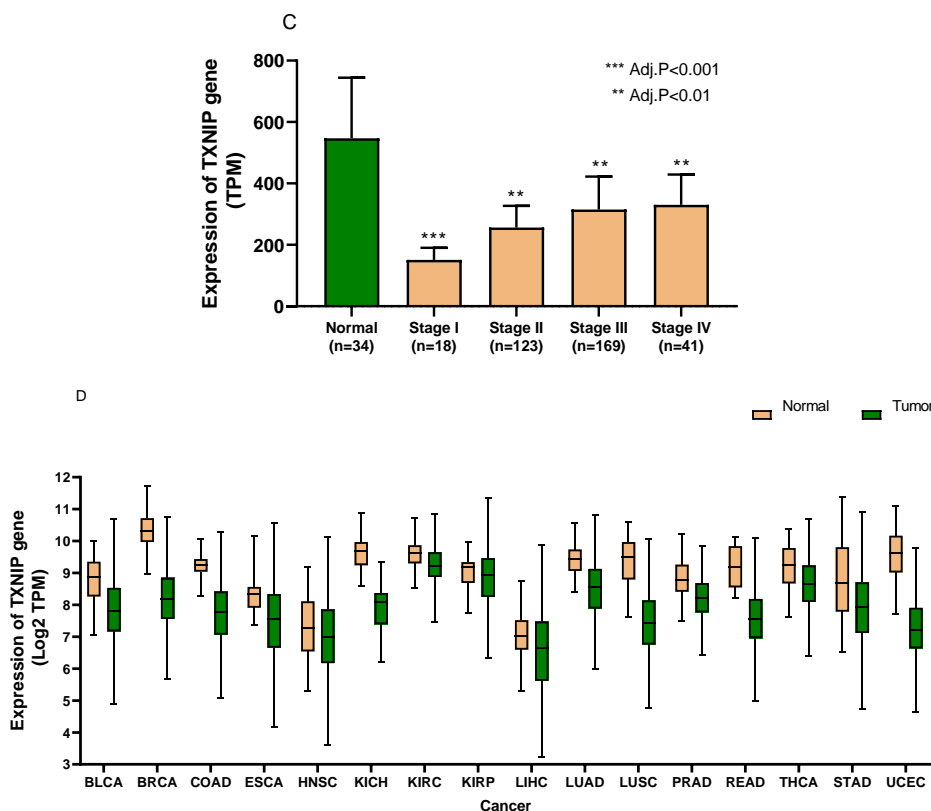 C
*** Adj.P<0.001
** Adj.P<0.01
Expression of TXNIP gene
(TPM)
800
600
400
200
0
***
**
**
**
Normal
(n=34)
Stage I
(n=18)
Stage II
(n=123)
Stage III
(n=169)
Stage IV
(n=41)
D
Normal
Tumor
Expression of TXNIP gene
(Log2 TPM)
12
11
10
9
8
7
6
5
4
3
BLCA BRCA COAD ESCA HNSC KICH KIRC KIRP LIHC LUAD LUSC PRAD READ THCA STAD UCEC
Cancer